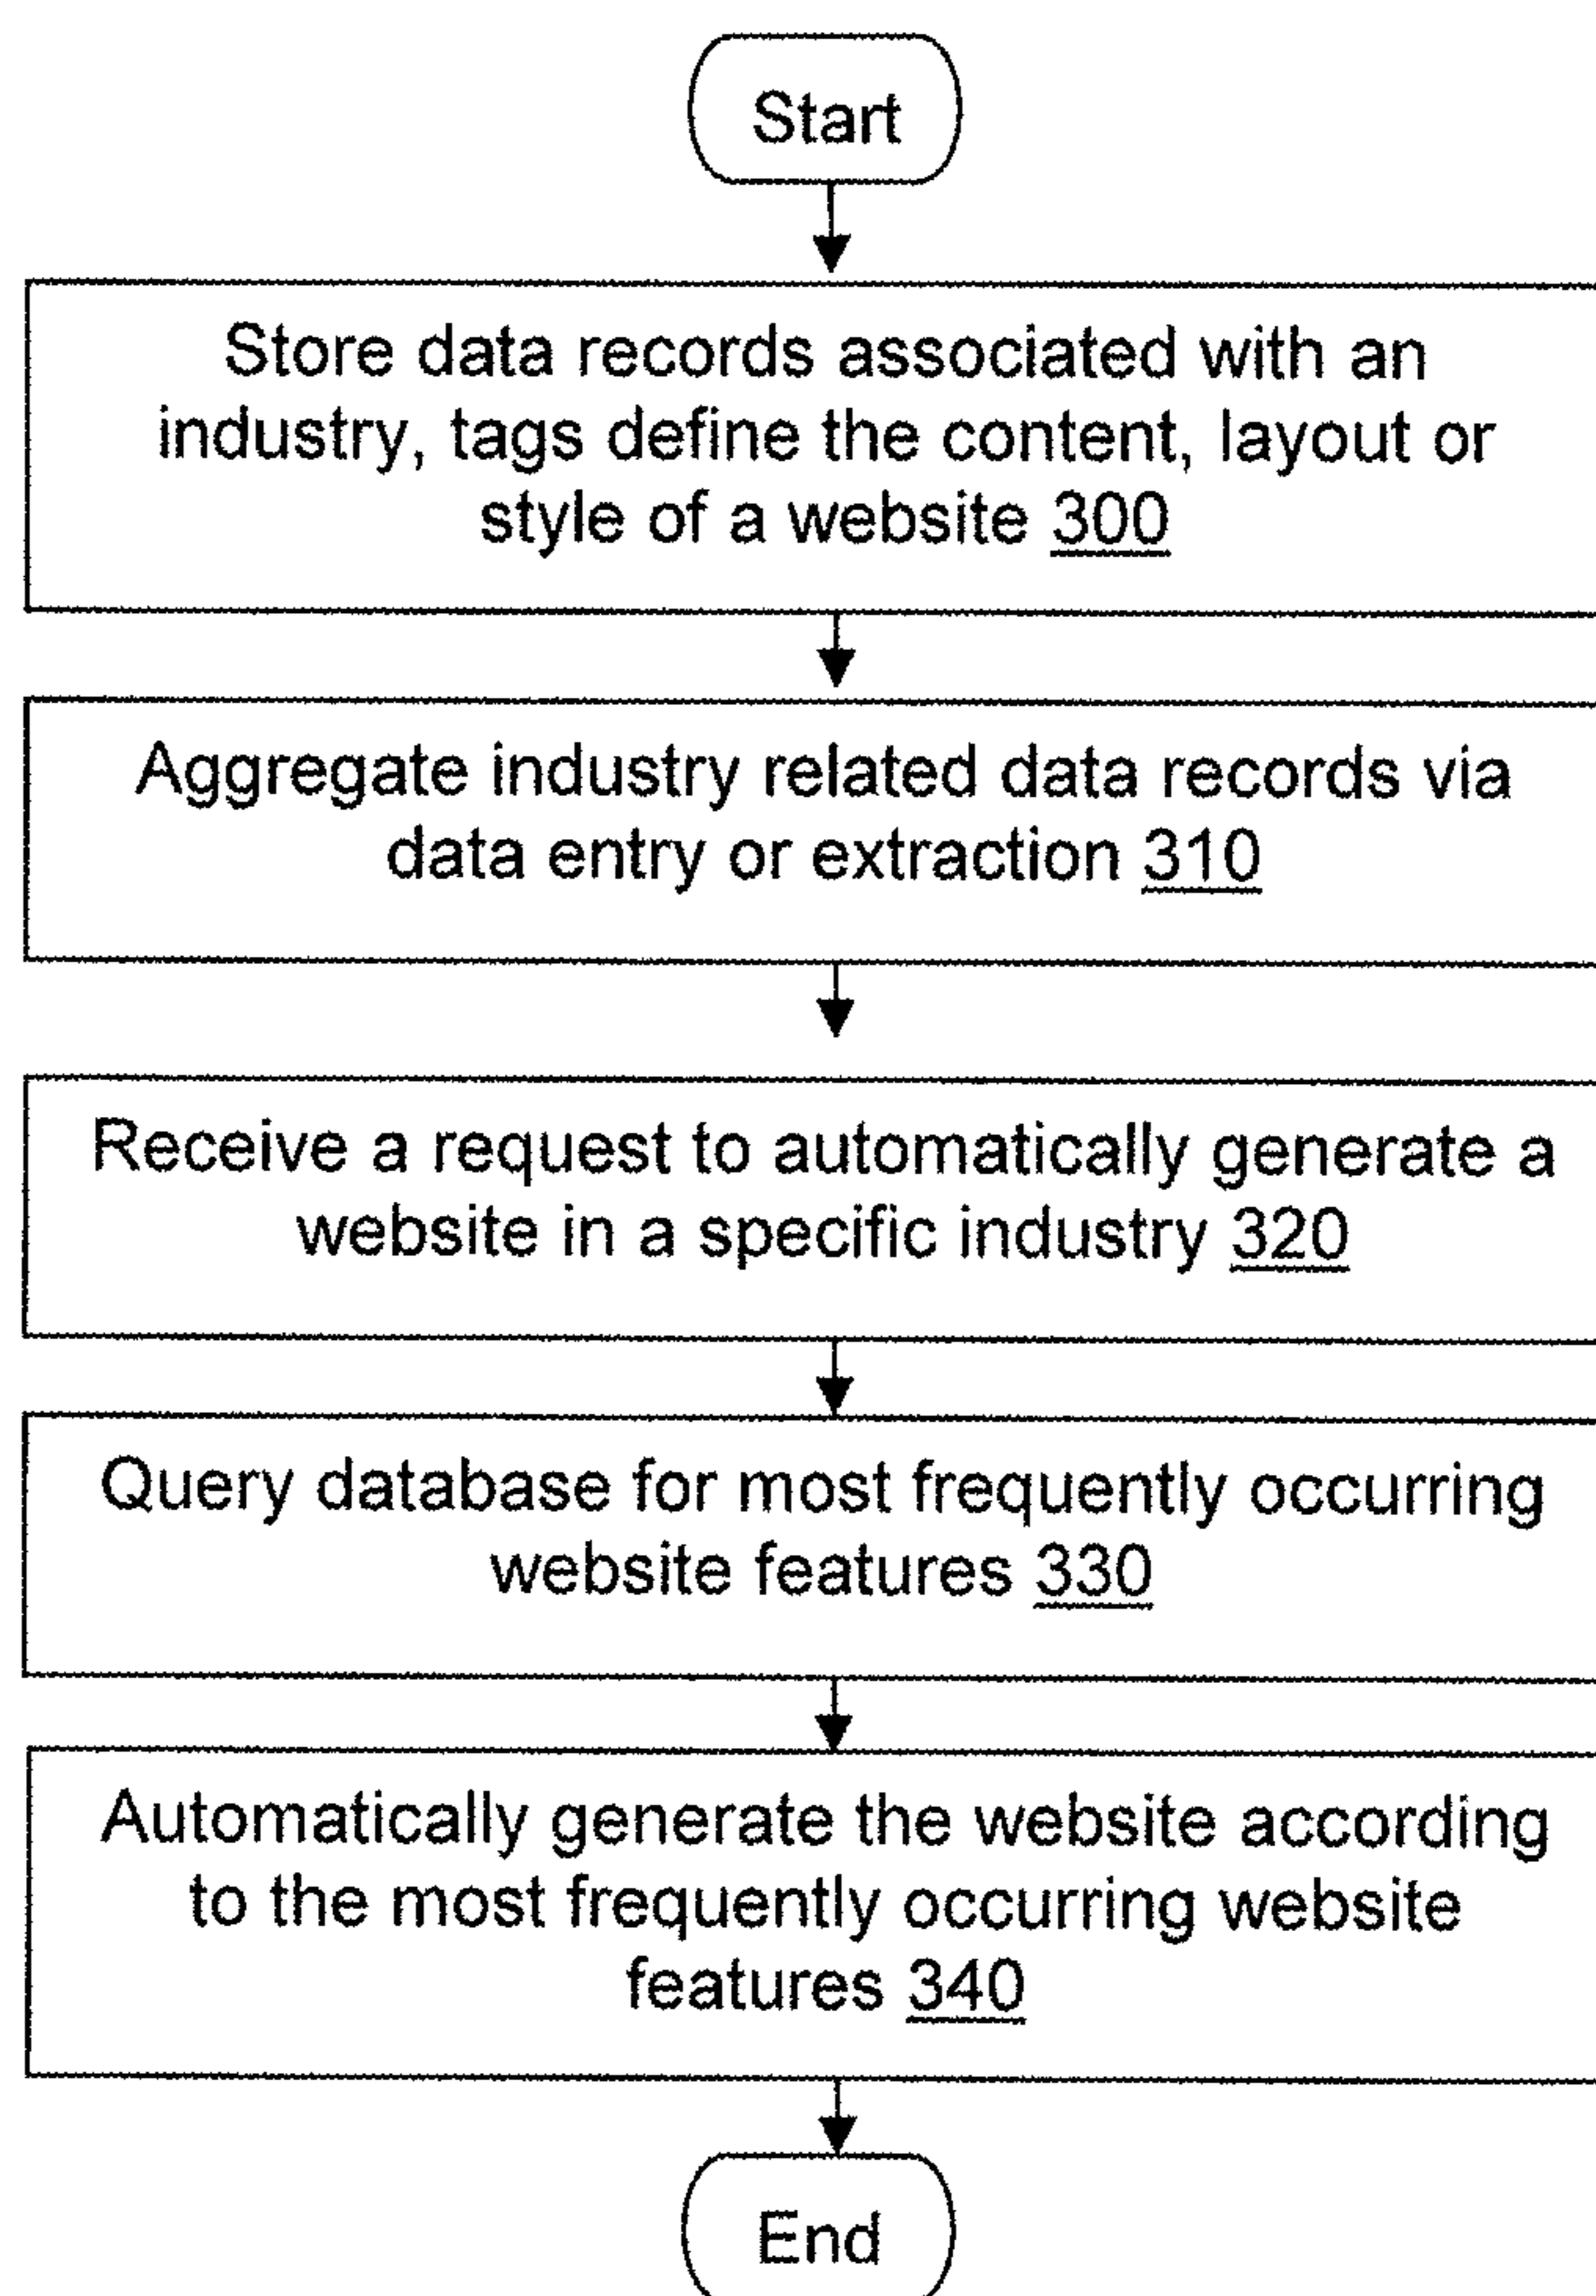 Start
Store data records associated with an
industry, tags define the content, layout or
style of a website 300
Aggregate industry related data records via
data entry or extraction 310
Receive a request to automatically generate a
website in a specific industry 320
Query database for most frequently occurring
website features 330
Automatically generate the website according
to the most frequently occurring website
features 340
End